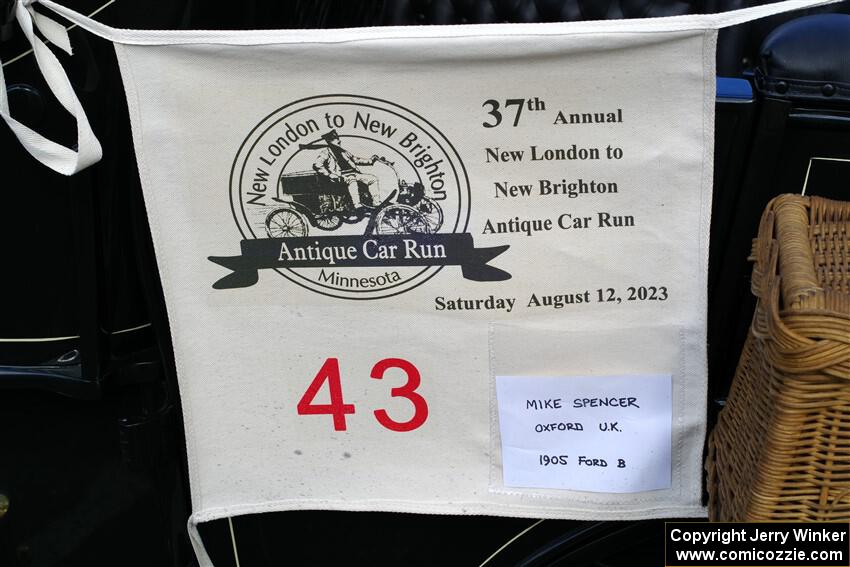 New London to New Brighton
Antique Car Run
Minnesota
37th Annual
New London to
New Brighton
Antique Car Run
Saturday August 12, 2023
43
MIKE SPENCER
OXFORD U.K.
1905 FORD B
Copyright Jerry Winker
www.comicozzie.com